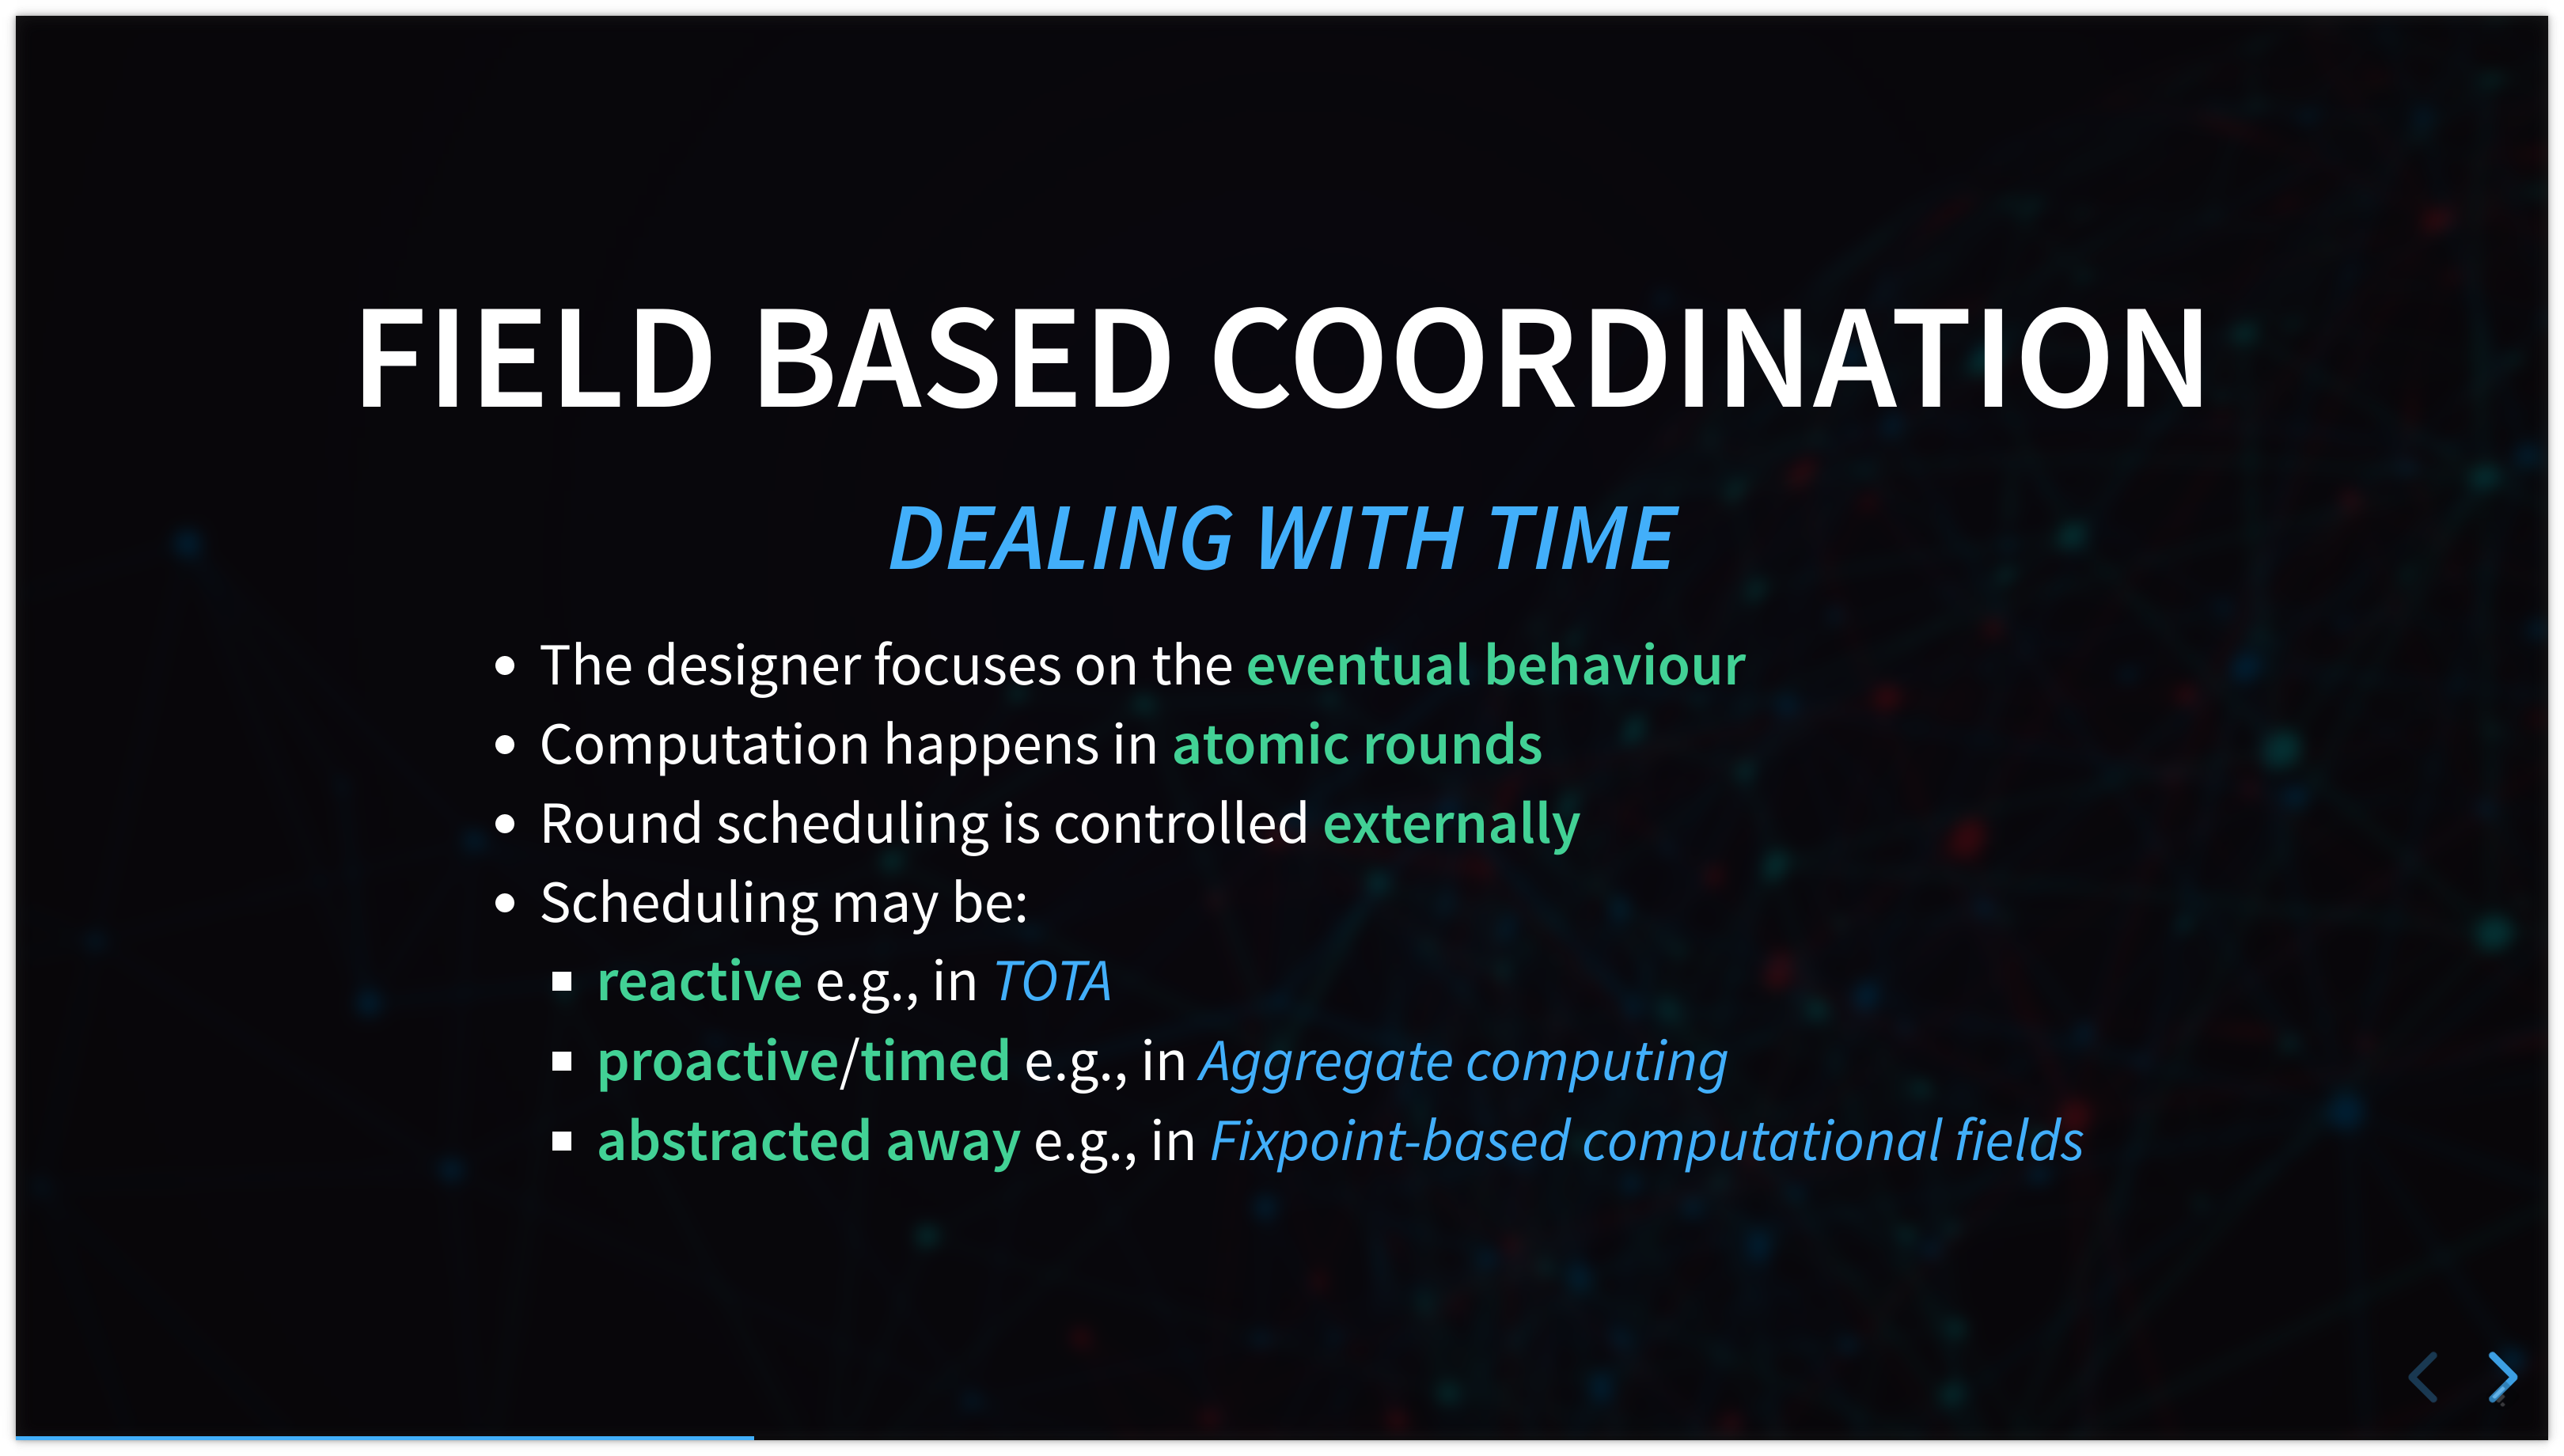 FIELD BASED COORDINATION
DEALING WITH TIME
• The designer focuses on the eventual behaviour
• Computation happens in atomic rounds
• Round scheduling is controlled externally
• Scheduling may be:
▪ reactive e.g., in TOTA
▪ proactive/timed e.g., in Aggregate computing
▪ abstracted away e.g., in Fixpoint-based computational fields